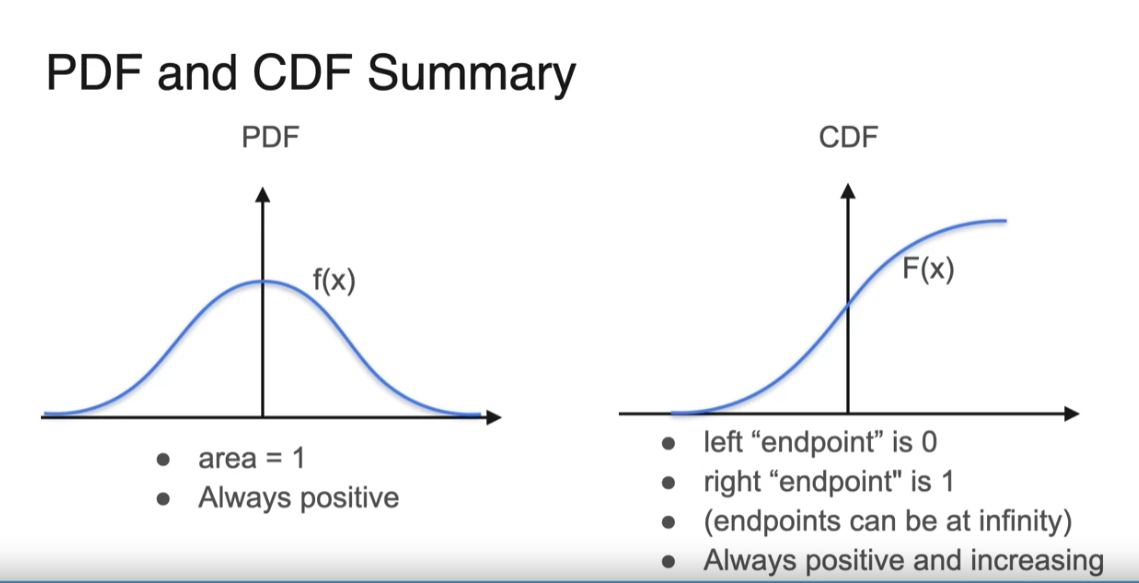 PDF and CDF Summary
PDF
f(x)
● area = 1
● Always positive
CDF
F(x)
● left “endpoint” is 0
● right “endpoint" is 1
● (endpoints can be at infinity)
● Always positive and increasing